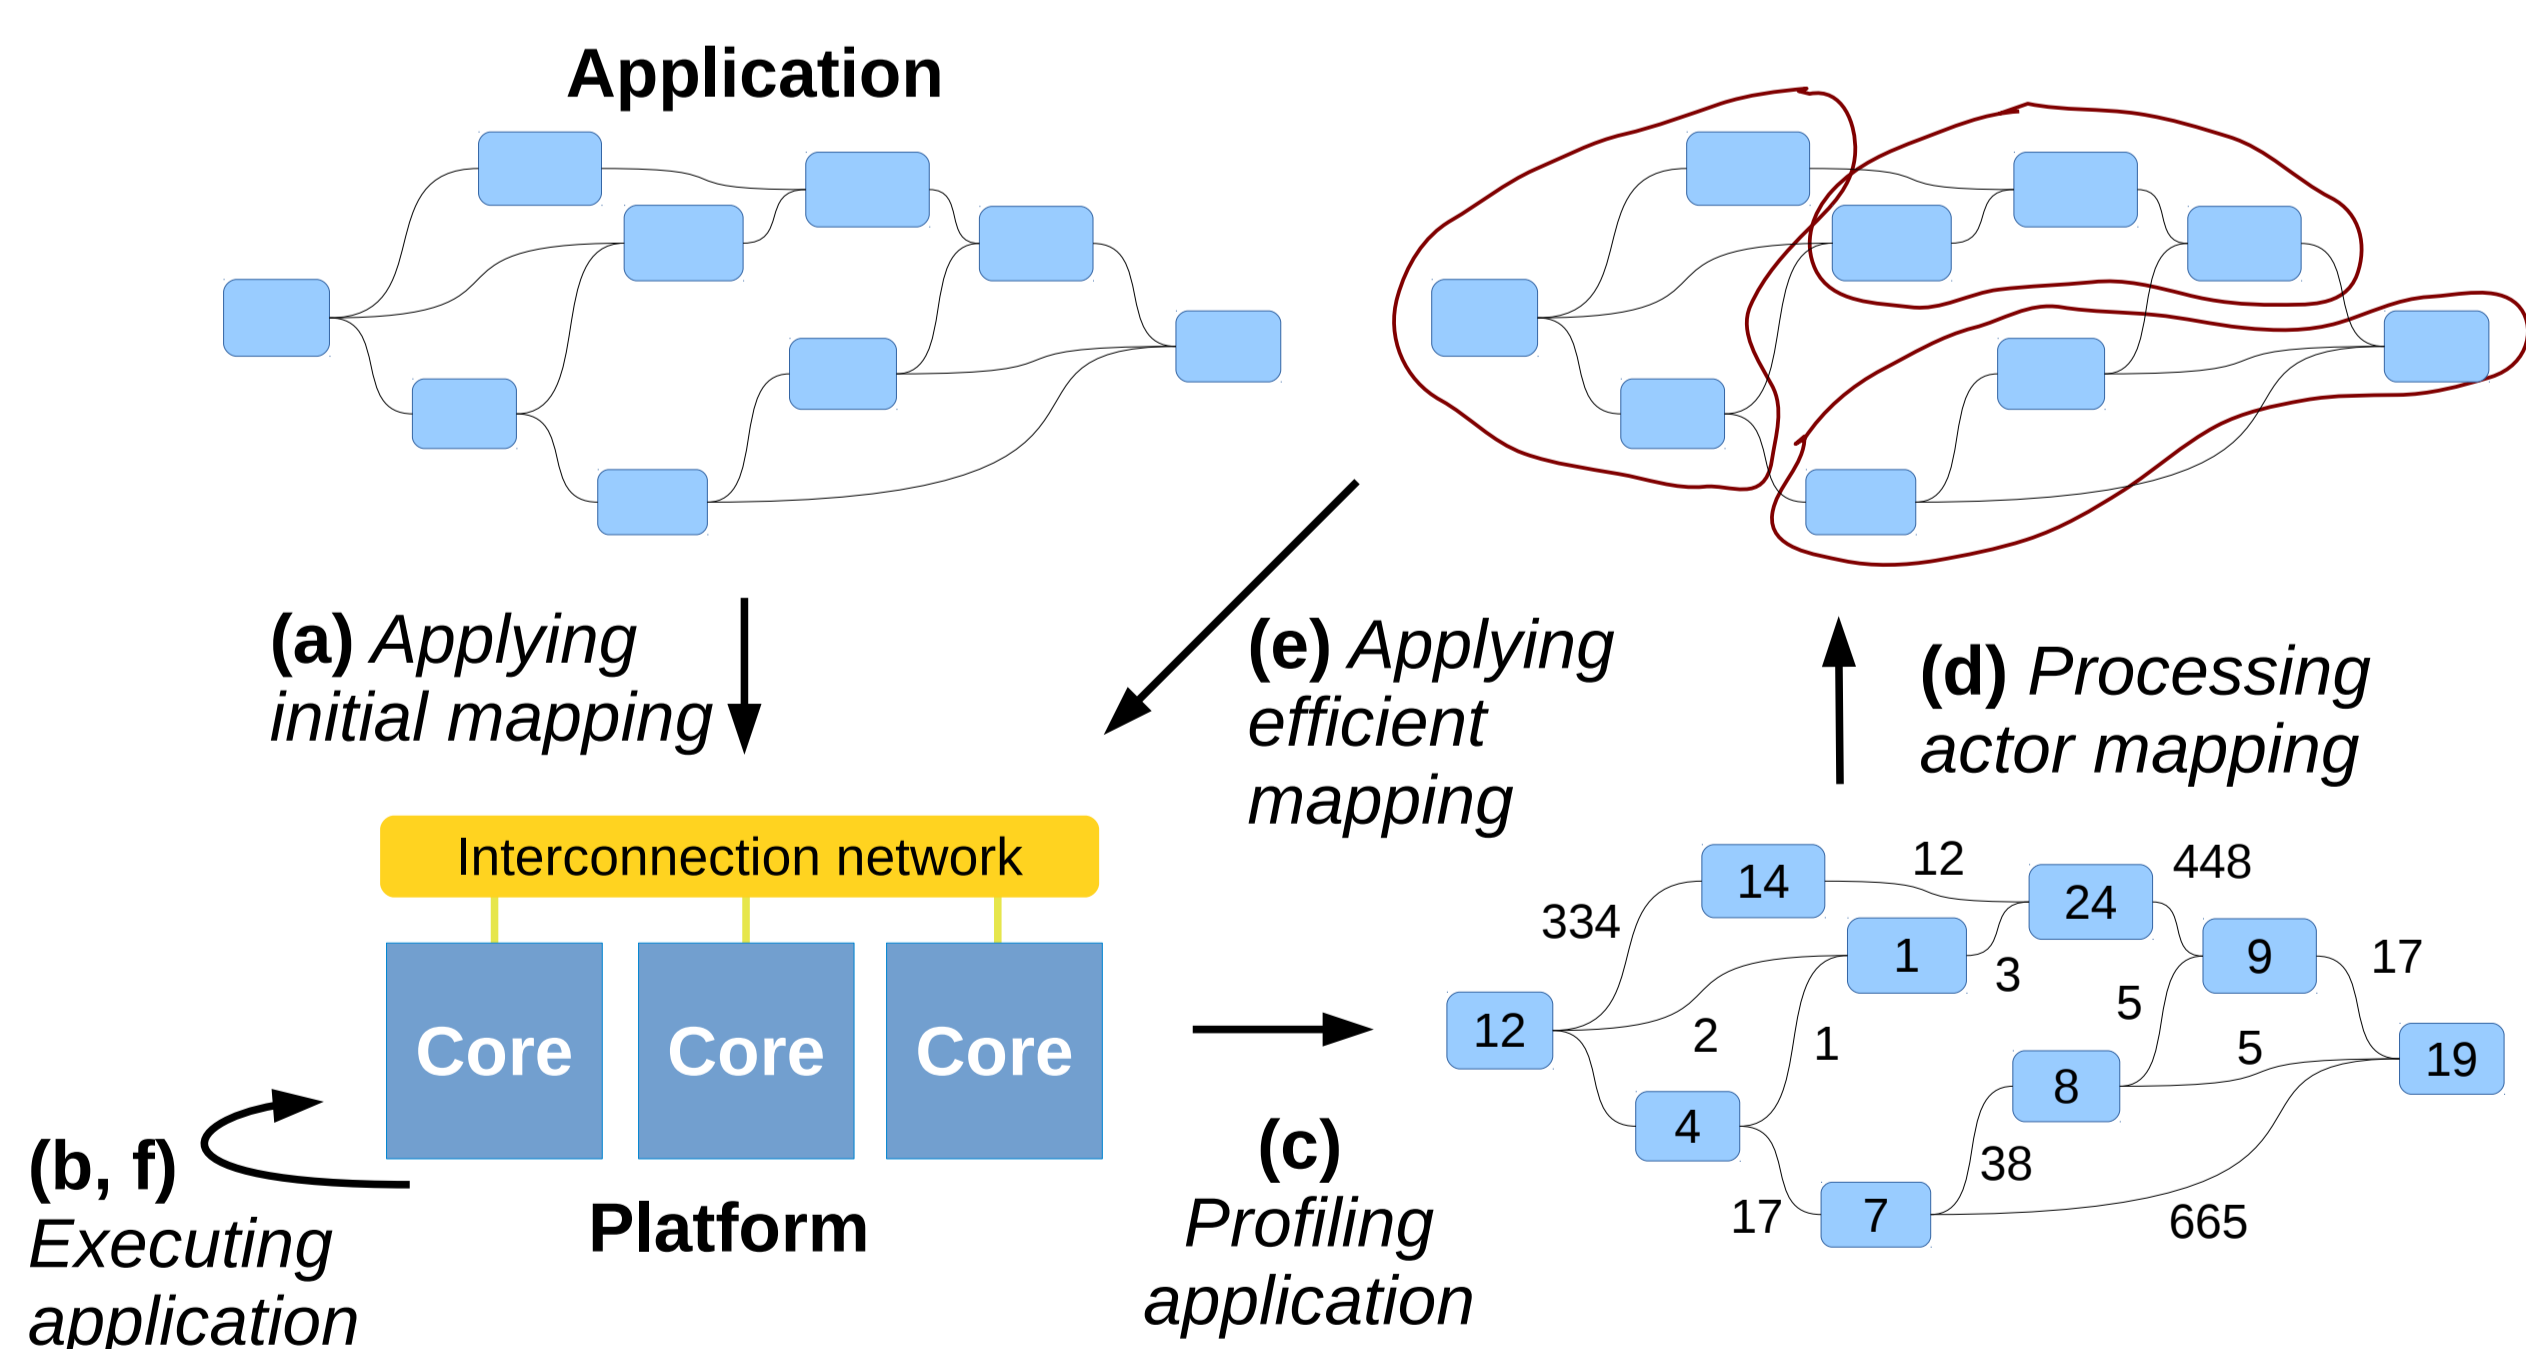 Application
(a) Applying
initial mapping
(e) Applying
efficient
mapping
(d) Processing
actor mapping
Interconnection network
Core Core Core
Platform
(b, f)
Executing
application
(c)
Profiling
application
14 12 24 448
334
1 9 17
3
12 2 1 5
5 19
8
4
38
17 7 665